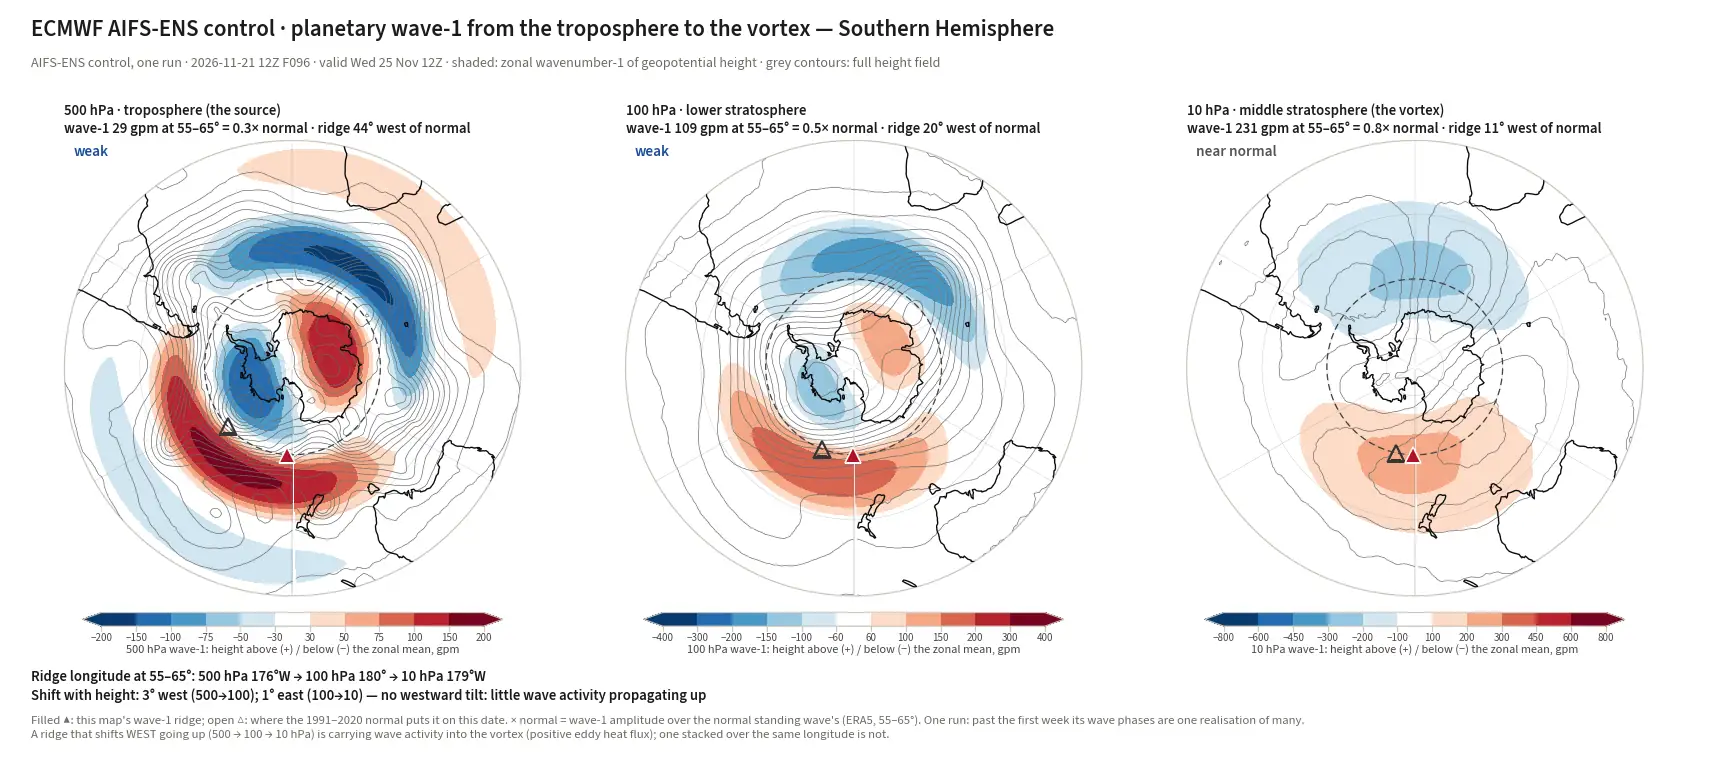 ECMWF AIFS-ENS control · planetary wave-1 from the troposphere to the vortex — Southern Hemisphere
AIFS-ENS control, one run · 2026-11-21 12Z F096 · valid Wed 25 Nov 12Z · shaded: zonal wavenumber-1 of geopotential height · grey contours: full height field
500 hPa · troposphere (the source)
wave-1 29 gpm at 55–65° = 0.3× normal · ridge 44° west of normal
weak
100 hPa · lower stratosphere
wave-1 109 gpm at 55–65° = 0.5× normal · ridge 20° west of normal
weak
10 hPa · middle stratosphere (the vortex)
wave-1 231 gpm at 55–65° = 0.8× normal · ridge 11° west of normal
near normal
−200 −150 −100 −75 −50 −30 30 50 75 100 150 200
500 hPa wave-1: height above (+) / below (−) the zonal mean, gpm
−400 −300 −200 −150 −100 −60 60 100 150 200 300 400
100 hPa wave-1: height above (+) / below (−) the zonal mean, gpm
−800 −600 −450 −300 −200 −100 100 200 300 450 600 800
10 hPa wave-1: height above (+) / below (−) the zonal mean, gpm
Ridge longitude at 55–65°: 500 hPa 176°W → 100 hPa 180° → 10 hPa 179°W
Shift with height: 3° west (500→100); 1° east (100→10) — no westward tilt: little wave activity propagating up
Filled ▲: this map's wave-1 ridge; open △: where the 1991–2020 normal puts it on this date. × normal = wave-1 amplitude over the normal standing wave's (ERA5, 55–65°). One run: past the first week its wave phases are one realisation of many.
A ridge that shifts WEST going up (500 → 100 → 10 hPa) is carrying wave activity into the vortex (positive eddy heat flux); one stacked over the same longitude is not.